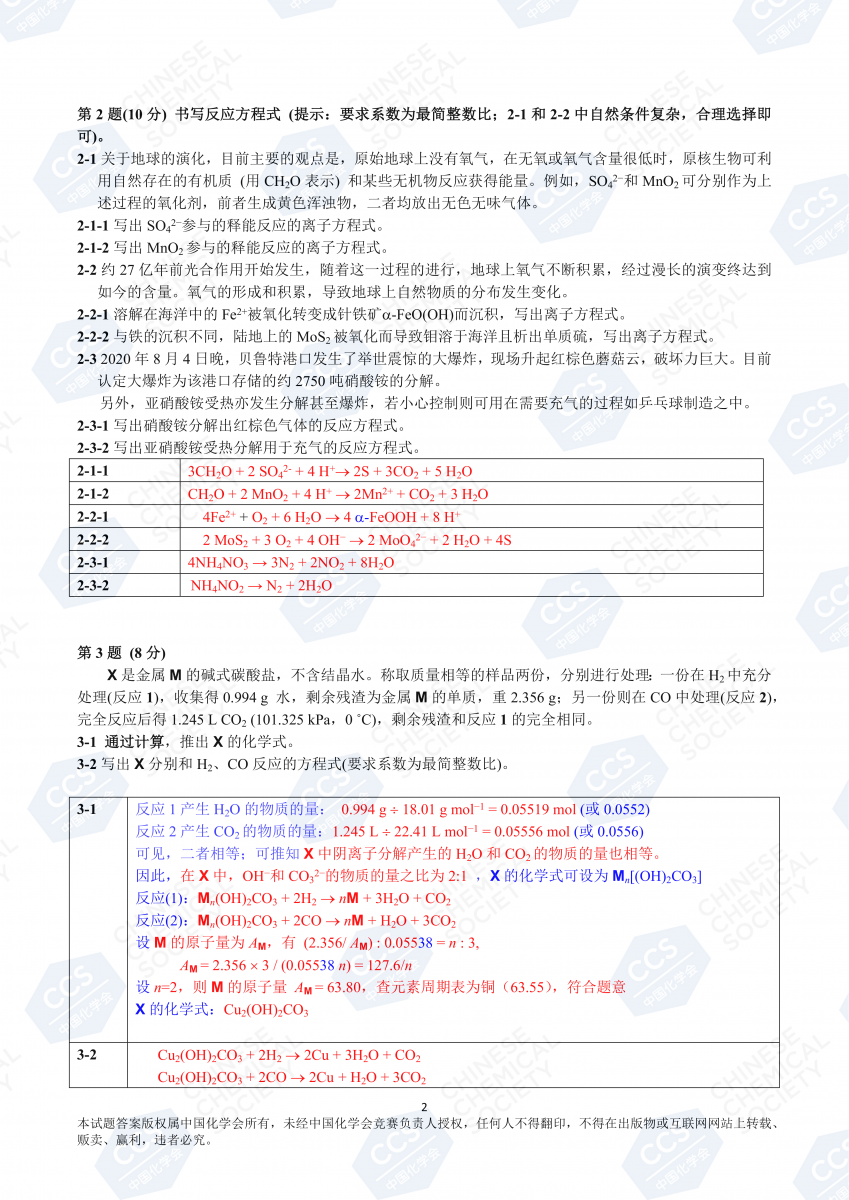 第 2 题(10 分) 书写反应方程式 (提示：要求系数为最简整数比；2-1 和 2-2 中自然条件复杂，合理选择即
可)。
2-1 关于地球的演化，目前主要的观点是，原始地球上没有氧气，在无氧或氧气含量很低时，原核生物可利
用自然存在的有机质 (用 CH₂O 表示) 和某些无机物反应获得能量。例如，SO₄²⁻和 MnO₂ 可分别作为上
述过程的氧化剂，前者生成黄色浑浊物，二者均放出无色无味气体。
2-1-1 写出 SO₄²⁻参与的释能反应的离子方程式。
2-1-2 写出 MnO₂ 参与的释能反应的离子方程式。
2-2 约 27 亿年前光合作用开始发生，随着这一过程的进行，地球上氧气不断积累，经过漫长的演变终达到
如今的含量。氧气的形成和积累，导致地球上自然物质的分布发生变化。
2-2-1 溶解在海洋中的 Fe²⁺被氧化转变成针铁矿α-FeO(OH)而沉积，写出离子方程式。
2-2-2 与铁的沉积不同，陆地上的 MoS₂ 被氧化而导致钼溶于海洋且析出单质硫，写出离子方程式。
2-3 2020 年 8 月 4 日晚，贝鲁特港口发生了举世震惊的大爆炸，现场升起红棕色蘑菇云，破坏力巨大。目前
认定大爆炸为该港口存储的约 2750 吨硝酸铵的分解。
另外，亚硝酸铵受热亦发生分解甚至爆炸，若小心控制则可用在需要充气的过程如乒乓球制造之中。
2-3-1 写出硝酸铵分解出红棕色气体的反应方程式。
2-3-2 写出亚硝酸铵受热分解用于充气的反应方程式。
2-1-1 3CH₂O + 2 SO₄²⁻ + 4 H⁺→ 2S + 3CO₂ + 5 H₂O
2-1-2 CH₂O + 2 MnO₂ + 4 H⁺ → 2Mn²⁺ + CO₂ + 3 H₂O
2-2-1 4Fe²⁺ + O₂ + 6 H₂O → 4 α-FeOOH + 8 H⁺
2-2-2 2 MoS₂ + 3 O₂ + 4 OH⁻ → 2 MoO₄²⁻ + 2 H₂O + 4S
2-3-1 4NH₄NO₃ → 3N₂ + 2NO₂ + 8H₂O
2-3-2 NH₄NO₂ → N₂ + 2H₂O
第 3 题 (8 分)
X 是金属 M 的碱式碳酸盐，不含结晶水。称取质量相等的样品两份，分别进行处理：一份在 H₂ 中充分
处理(反应 1)，收集得 0.994 g 水，剩余残渣为金属 M 的单质，重 2.356 g；另一份则在 CO 中处理(反应 2)，
完全反应后得 1.245 L CO₂ (101.325 kPa，0 ˚C)，剩余残渣和反应 1 的完全相同。
3-1 通过计算，推出 X 的化学式。
3-2 写出 X 分别和 H₂、CO 反应的方程式(要求系数为最简整数比)。
3-1 反应 1 产生 H₂O 的物质的量： 0.994 g ÷ 18.01 g mol⁻¹ = 0.05519 mol (或 0.0552)
反应 2 产生 CO₂ 的物质的量：1.245 L ÷ 22.41 L mol⁻¹ = 0.05556 mol (或 0.0556)
可见，二者相等；可推知 X 中阴离子分解产生的 H₂O 和 CO₂ 的物质的量也相等。
因此，在 X 中，OH⁻和 CO₃²⁻的物质的量之比为 2:1 ，X 的化学式可设为 Mₙ[(OH)₂CO₃]
反应(1)：Mₙ(OH)₂CO₃ + 2H₂ → nM + 3H₂O + CO₂
反应(2)：Mₙ(OH)₂CO₃ + 2CO → nM + H₂O + 3CO₂
设 M 的原子量为 A_M，有 (2.356/ A_M) : 0.05538 = n : 3,
A_M = 2.356 × 3 / (0.05538 n) = 127.6/n
设 n=2，则 M 的原子量 A_M = 63.80，查元素周期表为铜（63.55），符合题意
X 的化学式：Cu₂(OH)₂CO₃
3-2 Cu₂(OH)₂CO₃ + 2H₂ → 2Cu + 3H₂O + CO₂
Cu₂(OH)₂CO₃ + 2CO → 2Cu + H₂O + 3CO₂
2
本试题答案版权属中国化学会所有，未经中国化学会竞赛负责人授权，任何人不得翻印，不得在出版物或互联网网站上转载、
贩卖、赢利，违者必究。
CCS
中国化学会
CHINESE
CHEMICAL
SOCIETY